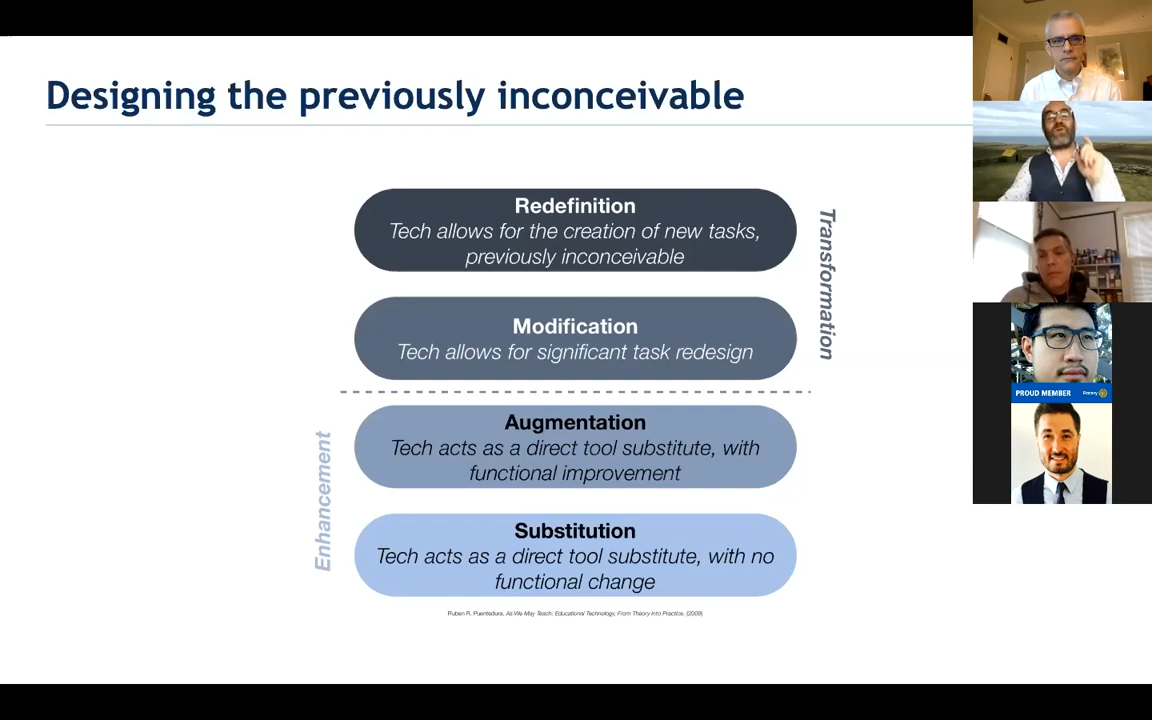 Designing the previously inconceivable
Redefinition
Tech allows for the creation of new tasks,
previously inconceivable
Transformation
Modification
Tech allows for significant task redesign
Augmentation
Tech acts as a direct tool substitute, with
functional improvement
Enhancement
Substitution
Tech acts as a direct tool substitute, with no
functional change
Ruben R. Puentedura, As We May Teach: Educational Technology, From Theory Into Practice. (2009)
PROUD MEMBER
Rotary